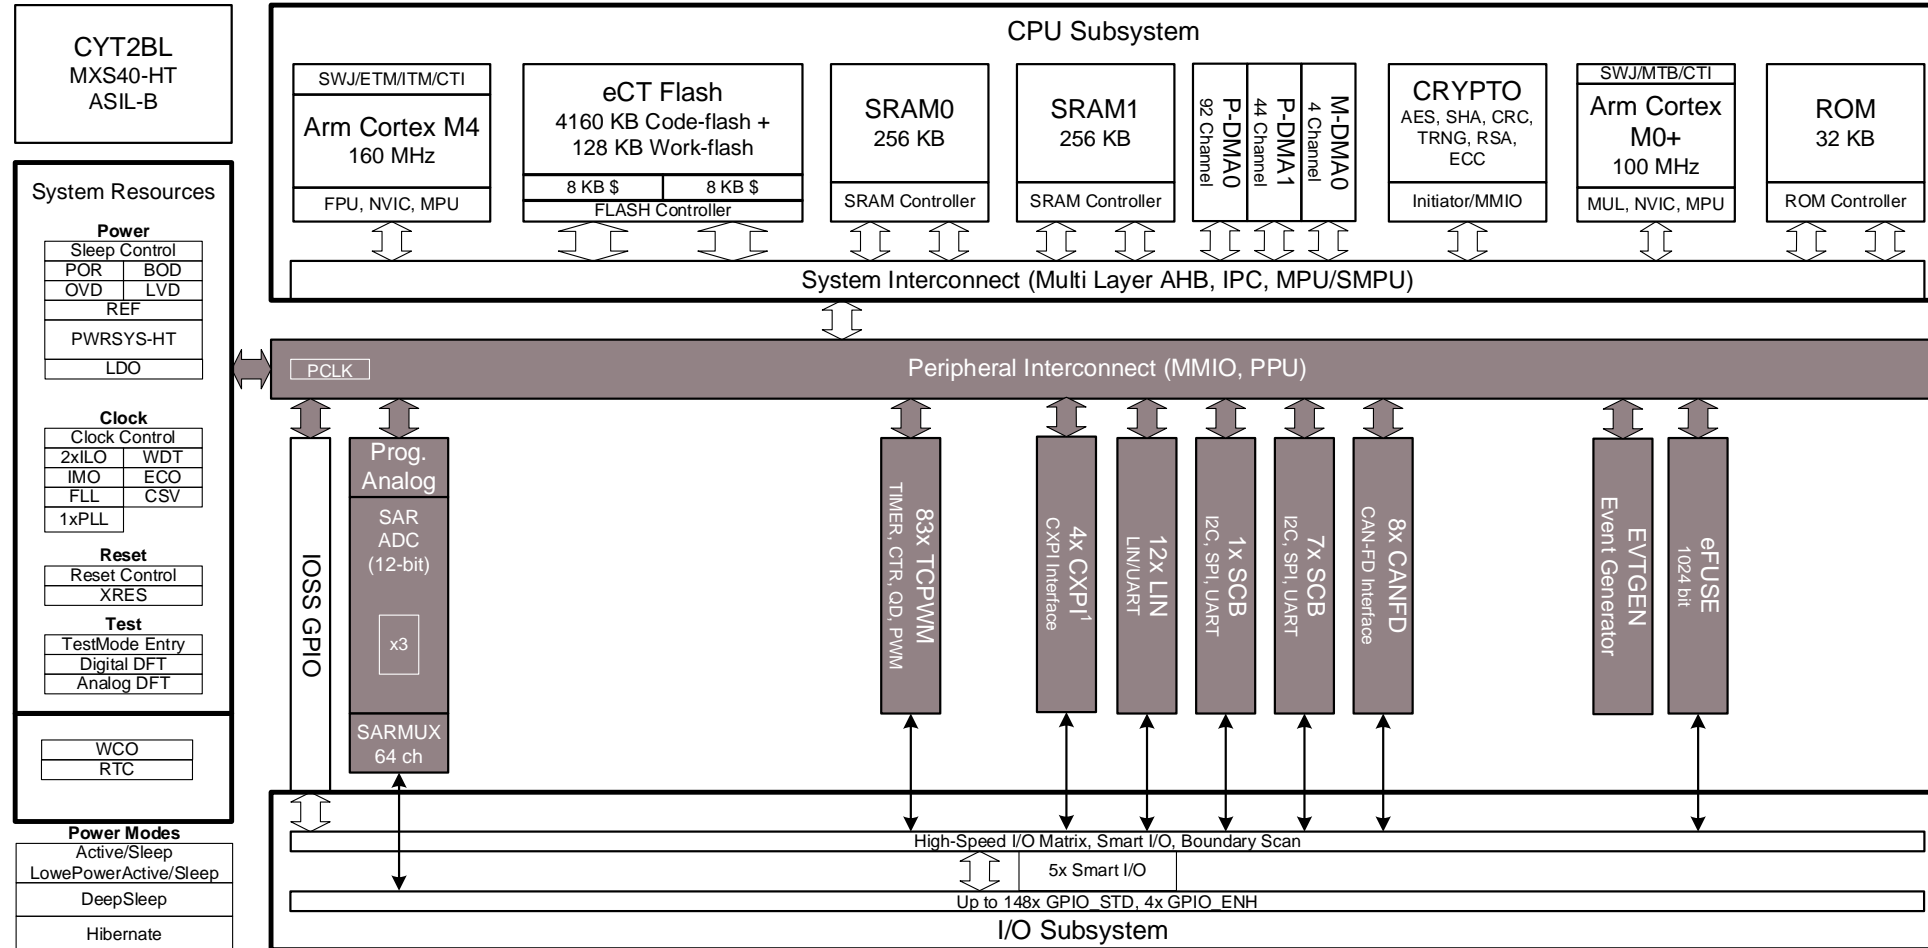 CYT2BL
MXS40-HT
ASIL-B
System Resources
Power
Sleep Control
POR BOD
OVD LVD
REF
PWRSYS-HT
LDO
Clock
Clock Control
2xILO WDT
IMO ECO
FLL CSV
1xPLL
Reset
Reset Control
XRES
Test
TestMode Entry
Digital DFT
Analog DFT
WCO
RTC
Power Modes
Active/Sleep
LowePowerActive/Sleep
DeepSleep
Hibernate
CPU Subsystem
SWJ/ETM/ITM/CTI
Arm Cortex M4
160 MHz
FPU, NVIC, MPU
eCT Flash
4160 KB Code-flash +
128 KB Work-flash
8 KB $ 8 KB $
FLASH Controller
SRAM0
256 KB
SRAM Controller
SRAM1
256 KB
SRAM Controller
P-DMA0
92 Channel
P-DMA1
44 Channel
M-DMA0
4 Channel
CRYPTO
AES, SHA, CRC,
TRNG, RSA,
ECC
Initiator/MMIO
SWJ/MTB/CTI
Arm Cortex
M0+
100 MHz
MUL, NVIC, MPU
ROM
32 KB
ROM Controller
System Interconnect (Multi Layer AHB, IPC, MPU/SMPU)
PCLK
Peripheral Interconnect (MMIO, PPU)
IOSS GPIO
Prog.
Analog
SAR
ADC
(12-bit)
x3
SARMUX
64 ch
83x TCPWM
TIMER, CTR, QD, PWM
4x CXPI¹
CXPI Interface
12x LIN
LIN/UART
1x SCB
I2C, SPI, UART
7x SCB
I2C, SPI, UART
8x CANFD
CAN-FD Interface
EVTGEN
Event Generator
eFUSE
1024 bit
High-Speed I/O Matrix, Smart I/O, Boundary Scan
5x Smart I/O
Up to 148x GPIO_STD, 4x GPIO_ENH
I/O Subsystem